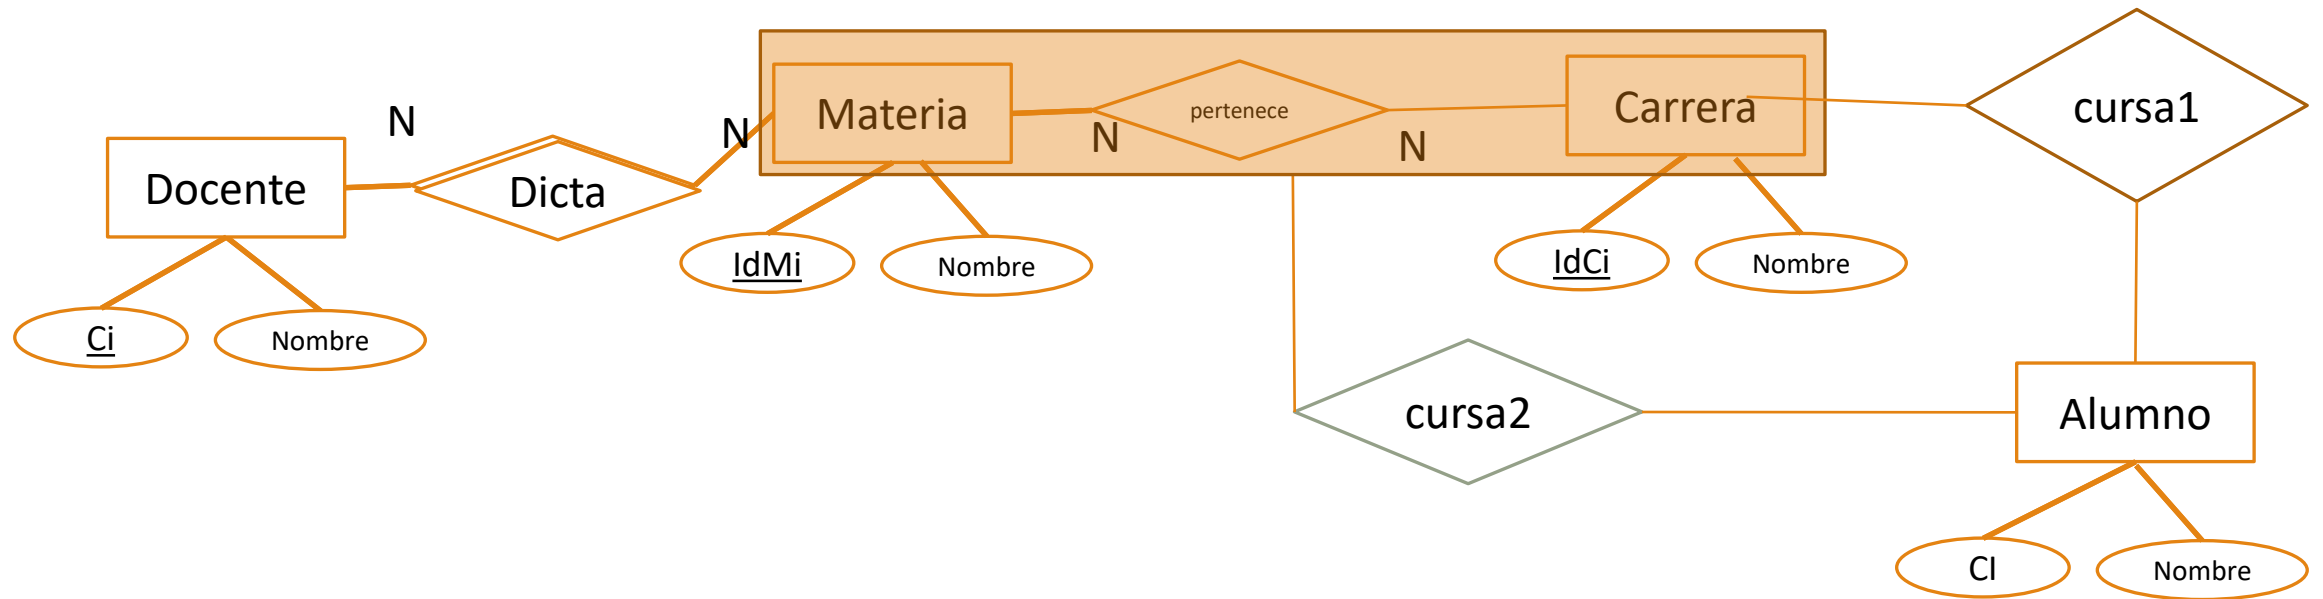 Docente
N
Dicta
N
Materia
N
pertenece
N
Carrera
cursa1
Ci
Nombre
IdMi
Nombre
IdCi
Nombre
cursa2
Alumno
CI
Nombre